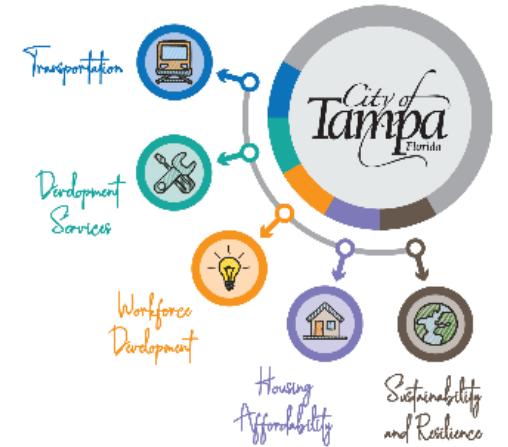 City of
Tampa
Florida
Transportation
Development
Services
Workforce
Development
Housing
Affordability
Sustainability
and Resilience